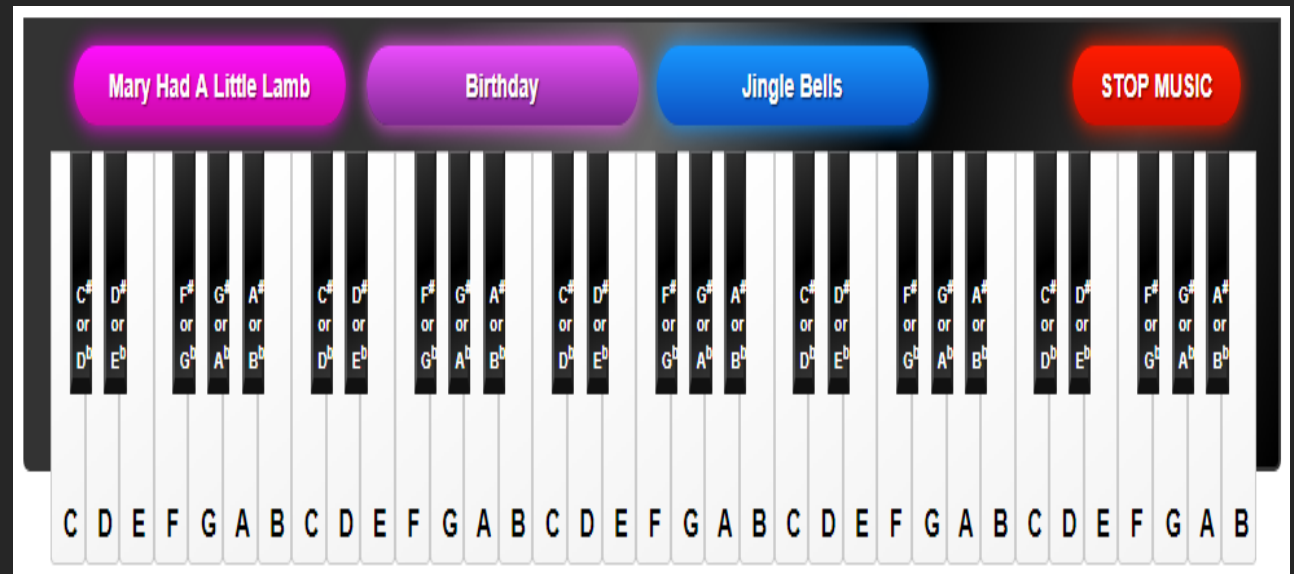 Mary Had A Little Lamb Birthday Jingle Bells STOP MUSIC
C# D# F# G# A# C# D# F# G# A# C# D# F# G# A# C# D# F# G# A# C# D# F# G# A#
or or or or or or or or or or or or or or or or or or or or or or or or or
Db Eb Gb Ab Bb Db Eb Gb Ab Bb Db Eb Gb Ab Bb Db Eb Gb Ab Bb Db Eb Gb Ab Bb
C D E F G A B C D E F G A B C D E F G A B C D E F G A B C D E F G A B